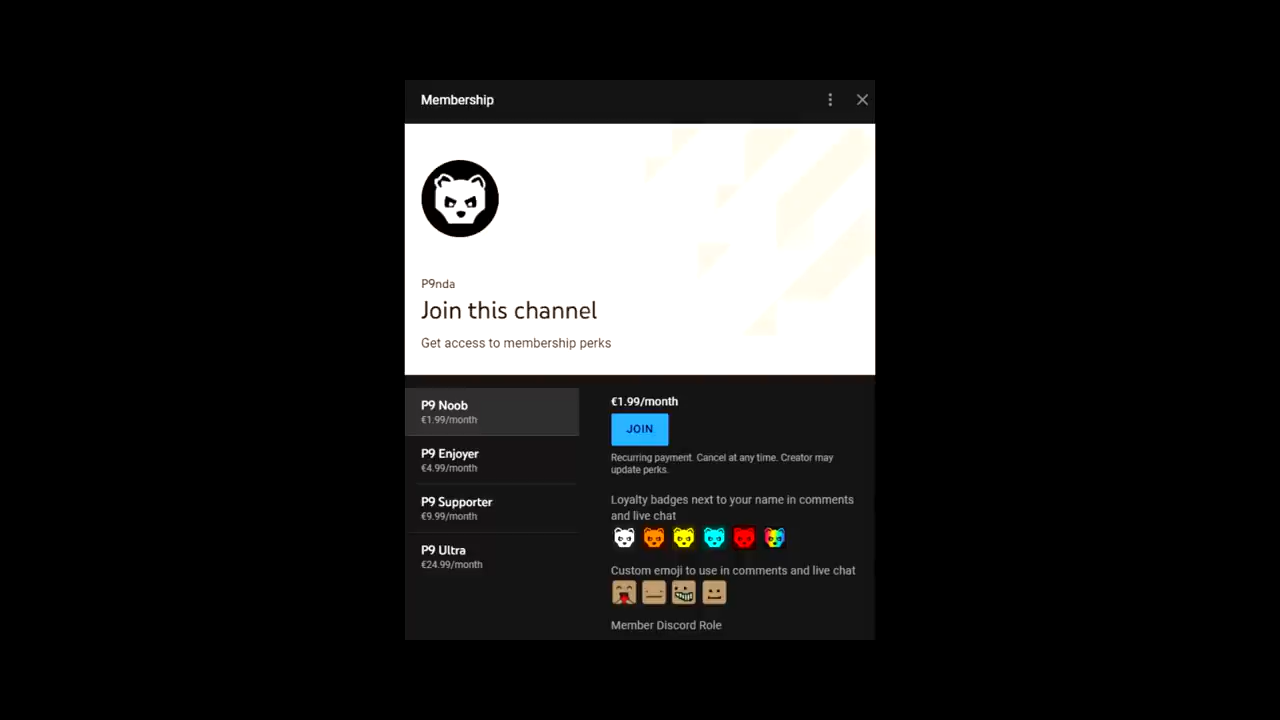 Membership
P9nda
Join this channel
Get access to membership perks
P9 Noob
€1.99/month
P9 Enjoyer
€4.99/month
P9 Supporter
€9.99/month
P9 Ultra
€24.99/month
€1.99/month
JOIN
Recurring payment. Cancel at any time. Creator may
update perks.
Loyalty badges next to your name in comments
and live chat
Custom emoji to use in comments and live chat
Member Discord Role